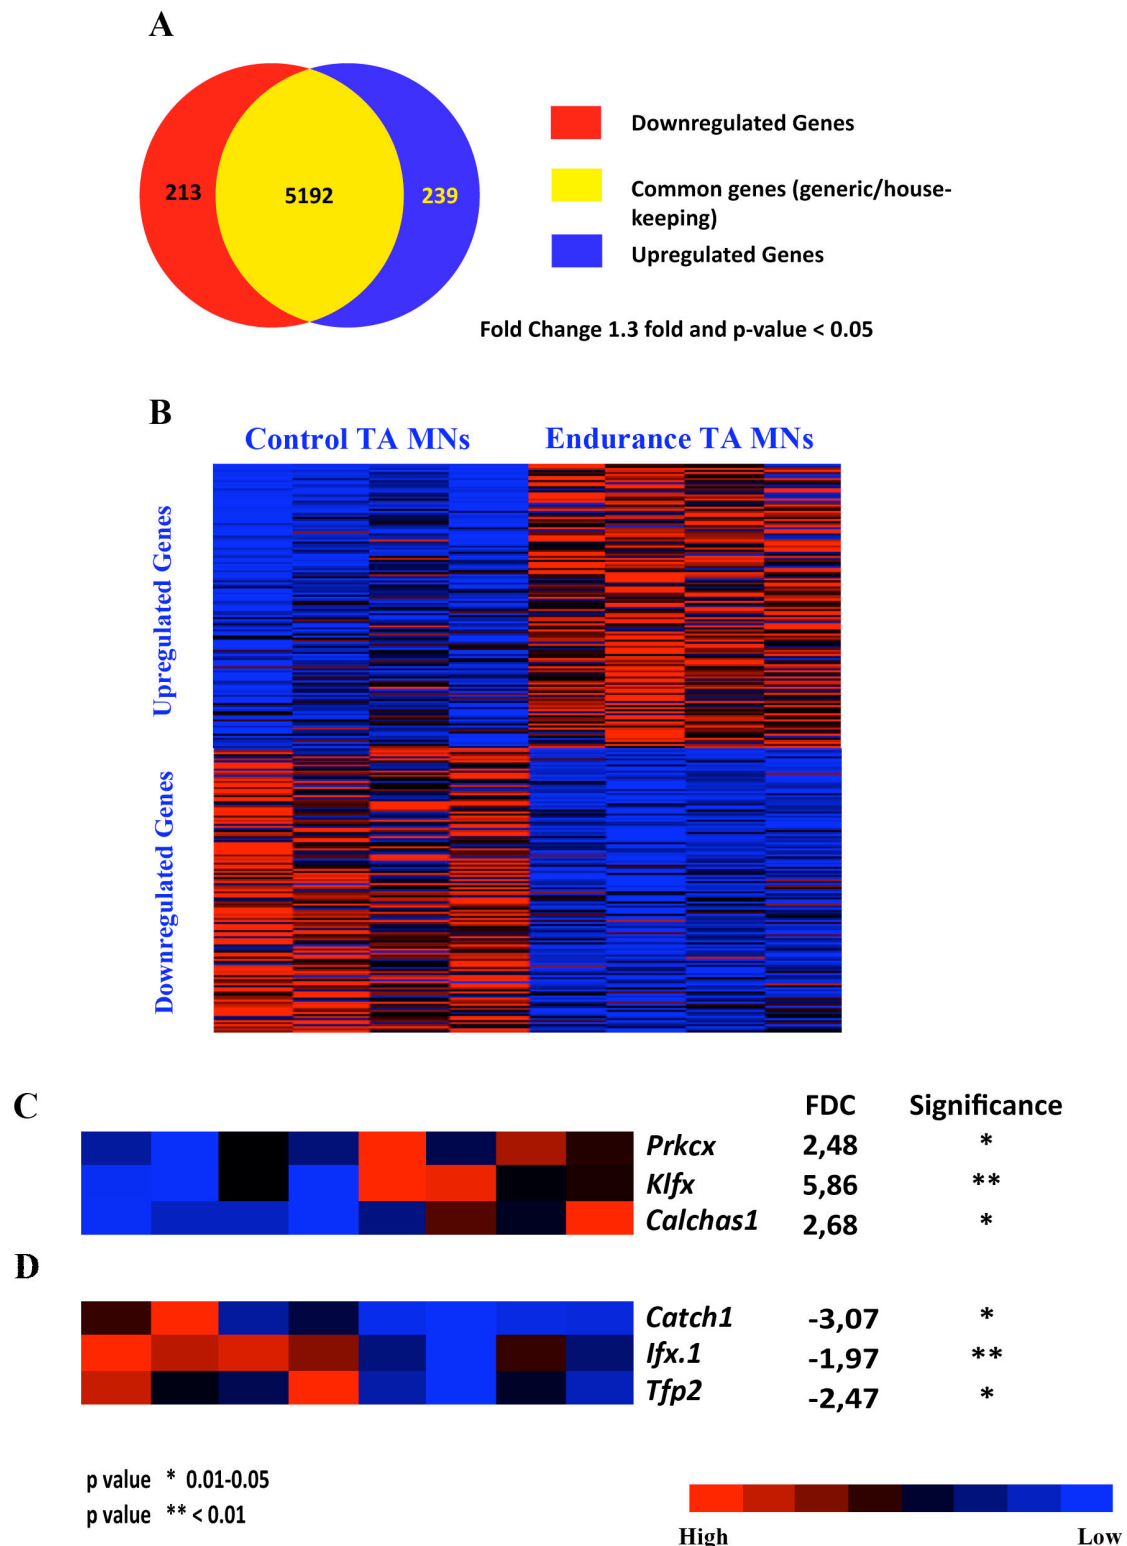 A
213
5192
239
Downregulated Genes
Common genes (generic/house-
keeping)
Upregulated Genes
Fold Change 1.3 fold and p-value < 0.05
B
Control TA MNs
Endurance TA MNs
Upregulated Genes
Downregulated Genes
C
FDC Significance
Prkcx 2,48 *
Klfx 5,86 **
Calchas1 2,68 *
D
Catch1 -3,07 *
Ifx.1 -1,97 **
Tfp2 -2,47 *
p value * 0.01-0.05
p value ** < 0.01
High Low